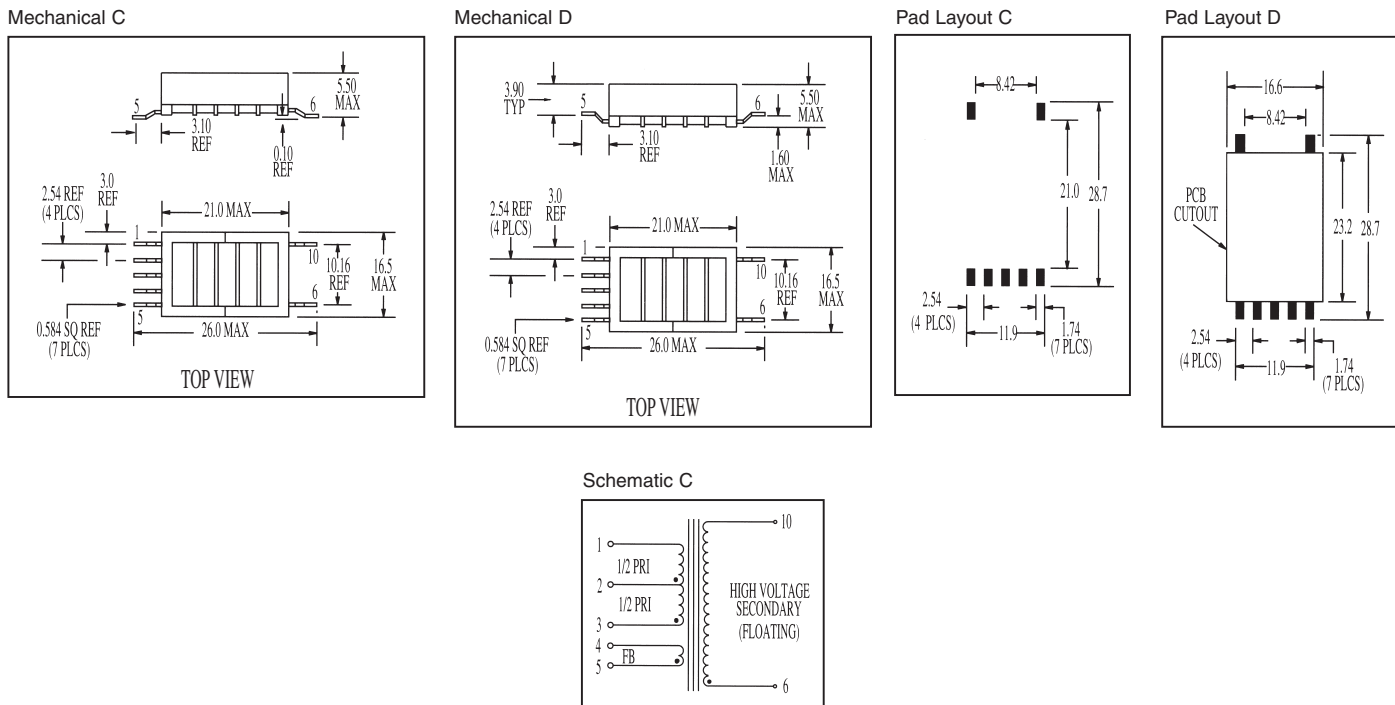 Mechanical C
5
6
5.50
MAX
3.10
REF
0.10
REF
2.54 REF
(4 PLCS)
3.0
REF
21.0 MAX
1
10
10.16
REF
16.5
MAX
6
0.584 SQ REF
(7 PLCS)
5
26.0 MAX
TOP VIEW
Mechanical D
3.90
TYP
5
6
5.50
MAX
3.10
REF
1.60
MAX
2.54 REF
(4 PLCS)
3.0
REF
21.0 MAX
1
10
10.16
REF
16.5
MAX
6
0.584 SQ REF
(7 PLCS)
5
26.0 MAX
TOP VIEW
Pad Layout C
8.42
21.0
28.7
2.54
(4 PLCS)
11.9
1.74
(7 PLCS)
Pad Layout D
16.6
8.42
PCB
CUTOUT
23.2
28.7
2.54
(4 PLCS)
11.9
1.74
(7 PLCS)
Schematic C
1
1/2 PRI
2
1/2 PRI
3
4
FB
5
10
HIGH VOLTAGE
SECONDARY
(FLOATING)
6